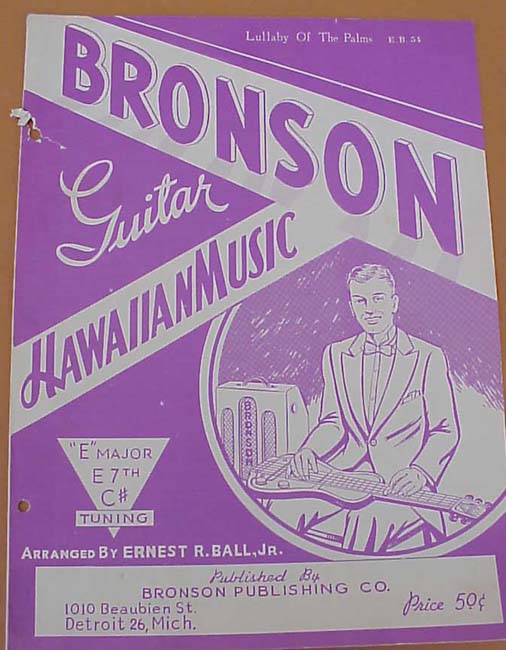 Lullaby Of The Palms E.B. 54
BRONSON
Guitar
HAWAIIAN MUSIC
BRONSON
"E" MAJOR
E 7TH
C#
TUNING
ARRANGED BY ERNEST R. BALL, JR.
Published By
BRONSON PUBLISHING CO.
1010 Beaubien St.
Detroit 26, Mich.
Price 50¢